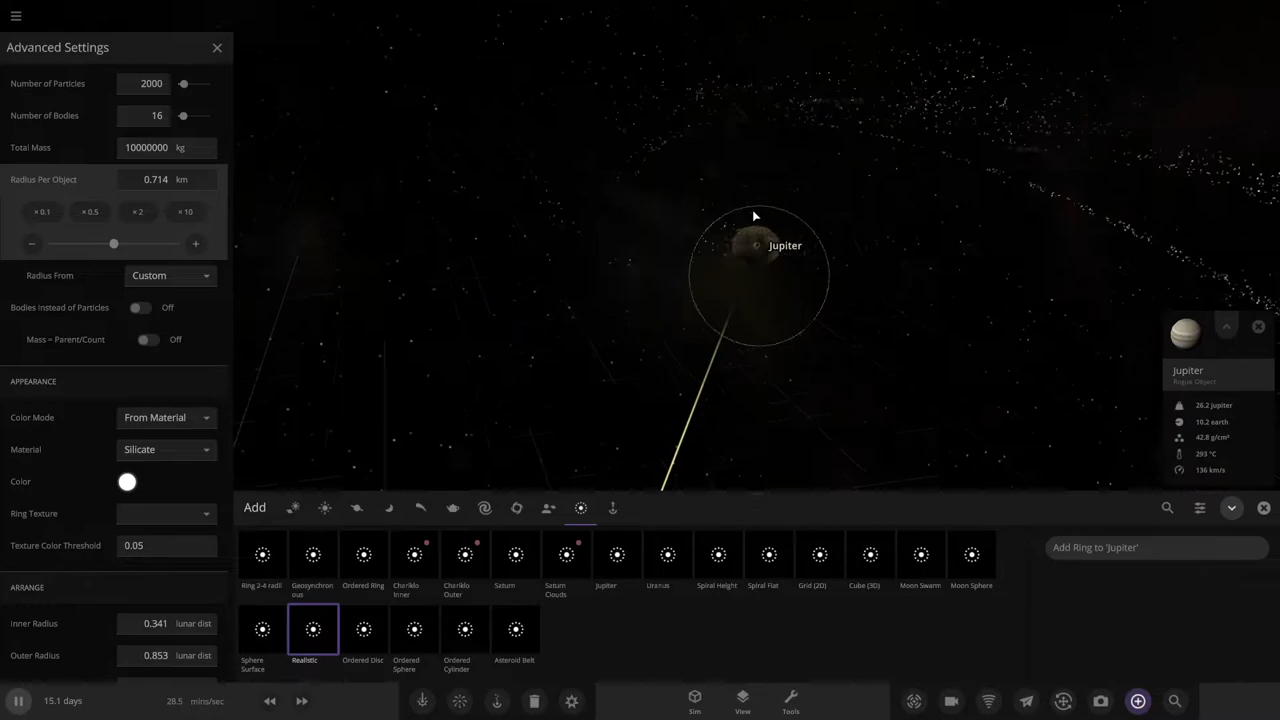 Advanced Settings
Number of Particles 2000
Number of Bodies 16
Total Mass 10000000 kg
Radius Per Object 0.714 km
× 0.1 × 0.5 × 2 × 10
Radius From Custom
Bodies Instead of Particles Off
Mass = Parent/Count Off
APPEARANCE
Color Mode From Material
Material Silicate
Color
Ring Texture
Texture Color Threshold 0.05
ARRANGE
Inner Radius 0.341 lunar dist
Outer Radius 0.853 lunar dist
Jupiter
Jupiter
Rogue Object
26.2 jupiter
10.2 earth
42.8 g/cm³
293 °C
136 km/s
Add
Ring 2-4 radii Geosynchronous Ordered Ring Chariklo Inner Chariklo Outer Saturn Saturn Clouds Jupiter Uranus Spiral Height Spiral Flat Grid (2D) Cube (3D) Moon Swarm Moon Sphere
Sphere Surface Realistic Ordered Disc Ordered Sphere Ordered Cylinder Asteroid Belt
Add Ring to 'Jupiter'
15.1 days 28.5 mins/sec
Sim View Tools